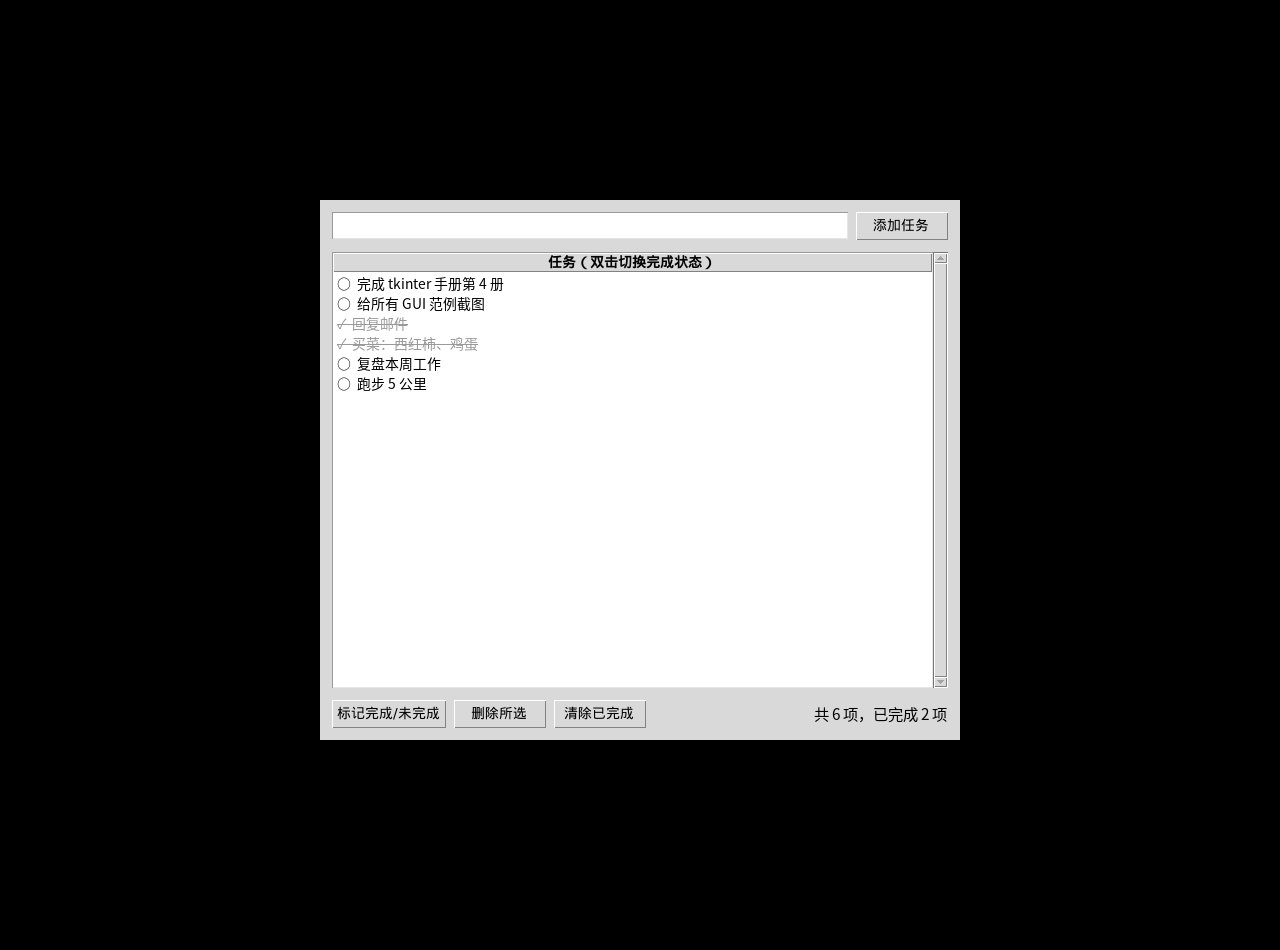 添加任务
任务（双击切换完成状态）
○ 完成 tkinter 手册第 4 册
○ 给所有 GUI 范例截图
✓ 回复邮件
✓ 买菜：西红柿、鸡蛋
○ 复盘本周工作
○ 跑步 5 公里
标记完成/未完成 删除所选 清除已完成 共 6 项，已完成 2 项